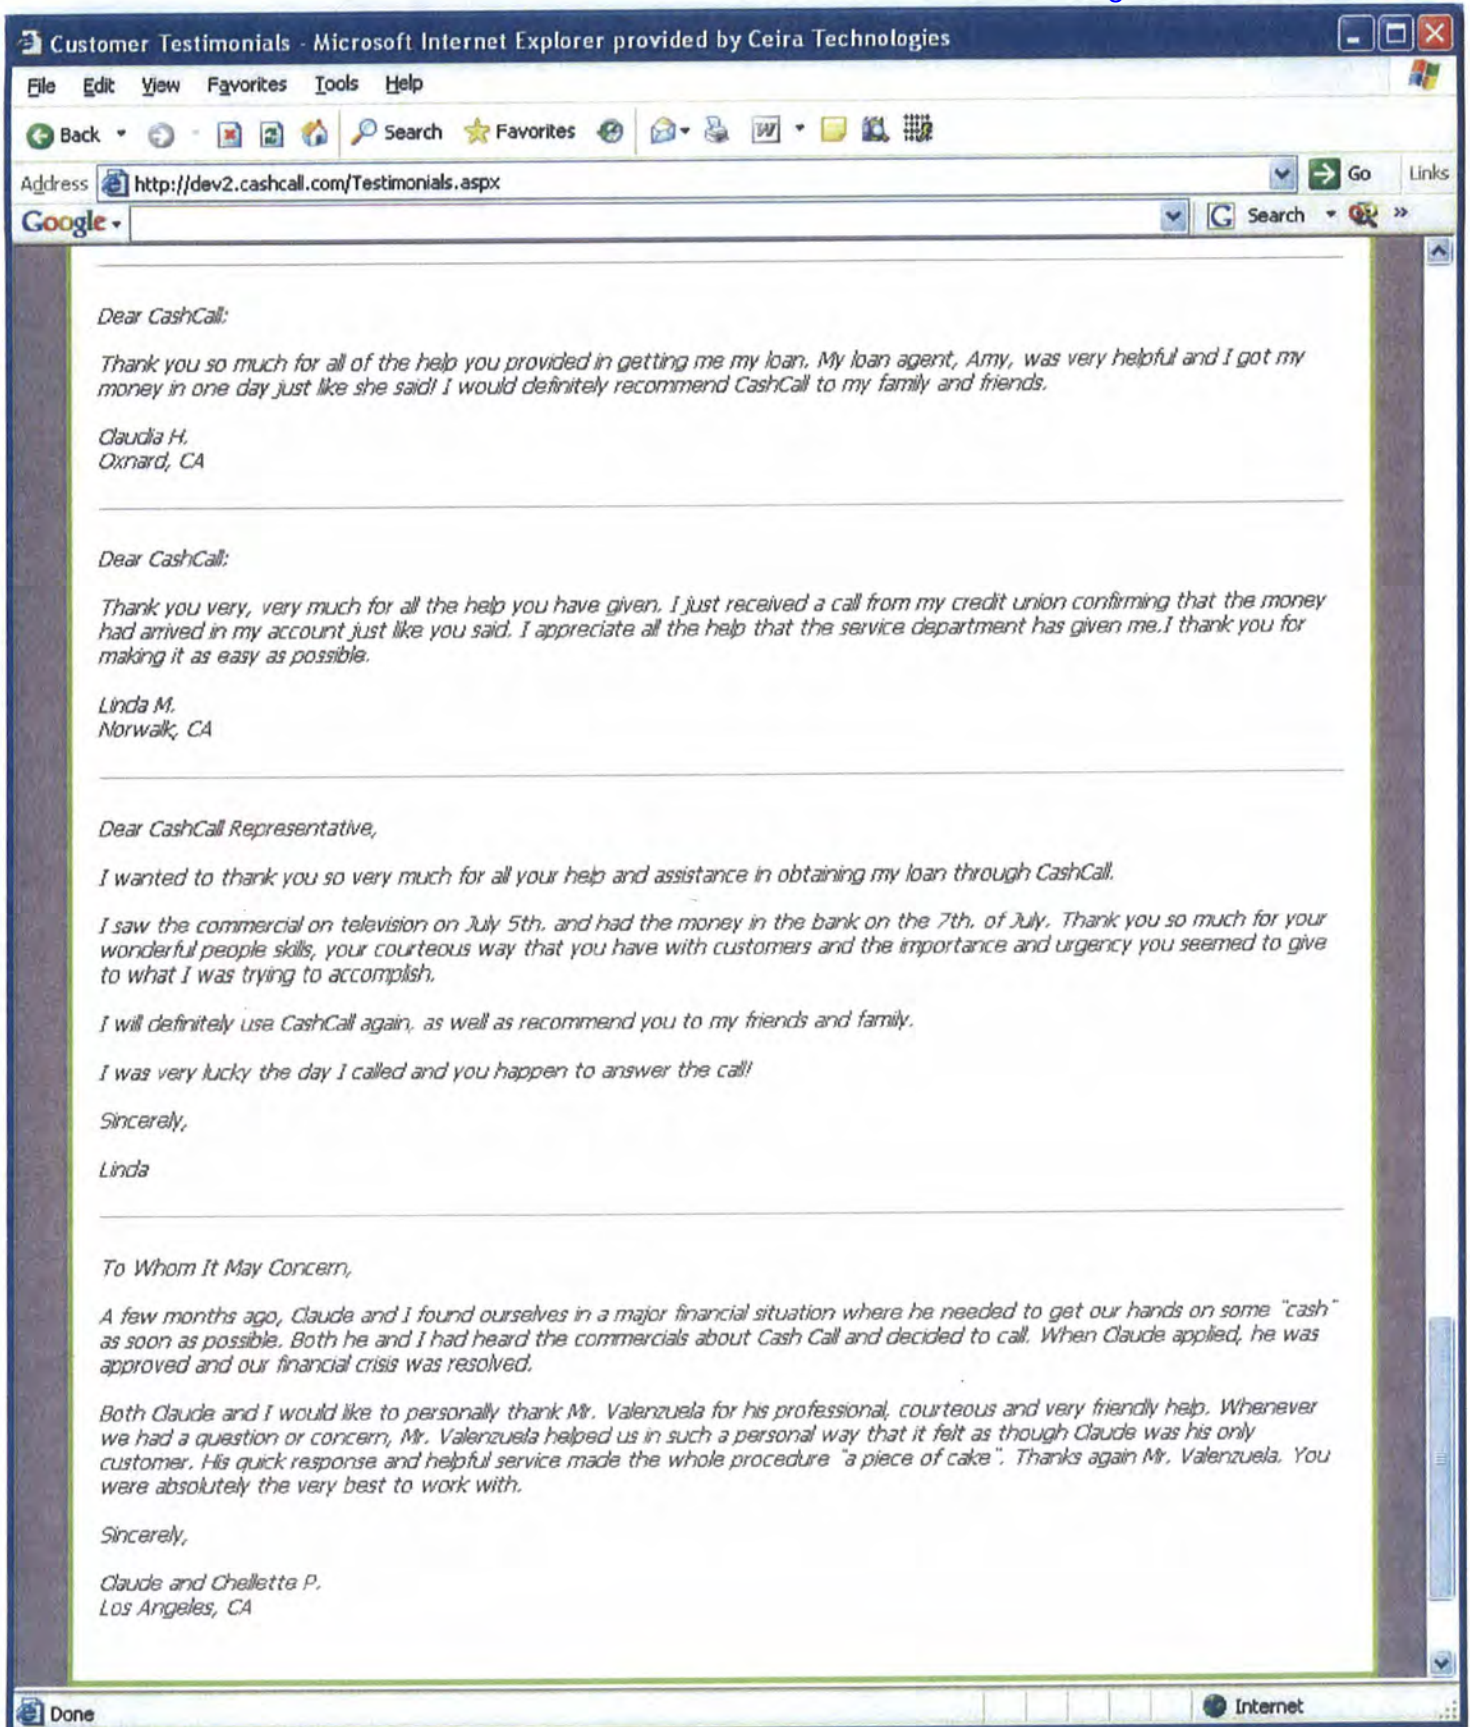 Customer Testimonials - Microsoft Internet Explorer provided by Ceira Technologies
File Edit View Favorites Tools Help
Back Search Favorites
Address http://dev2.cashcall.com/Testimonials.aspx Go Links
Google Search »
Dear CashCall:
Thank you so much for all of the help you provided in getting me my loan. My loan agent, Amy, was very helpful and I got my
money in one day just like she said! I would definitely recommend CashCall to my family and friends.
Claudia H.
Oxnard, CA
Dear CashCall:
Thank you very, very much for all the help you have given. I just received a call from my credit union confirming that the money
had arrived in my account just like you said. I appreciate all the help that the service department has given me.I thank you for
making it as easy as possible.
Linda M.
Norwalk, CA
Dear CashCall Representative,
I wanted to thank you so very much for all your help and assistance in obtaining my loan through CashCall.
I saw the commercial on television on July 5th. and had the money in the bank on the 7th. of July. Thank you so much for your
wonderful people skills, your courteous way that you have with customers and the importance and urgency you seemed to give
to what I was trying to accomplish.
I will definitely use CashCall again, as well as recommend you to my friends and family.
I was very lucky the day I called and you happen to answer the call!
Sincerely,
Linda
To Whom It May Concern,
A few months ago, Claude and I found ourselves in a major financial situation where he needed to get our hands on some "cash"
as soon as possible. Both he and I had heard the commercials about Cash Call and decided to call. When Claude applied, he was
approved and our financial crisis was resolved.
Both Claude and I would like to personally thank Mr. Valenzuela for his professional, courteous and very friendly help. Whenever
we had a question or concern, Mr. Valenzuela helped us in such a personal way that it felt as though Claude was his only
customer. His quick response and helpful service made the whole procedure "a piece of cake". Thanks again Mr. Valenzuela. You
were absolutely the very best to work with.
Sincerely,
Claude and Chellette P.
Los Angeles, CA
Done Internet